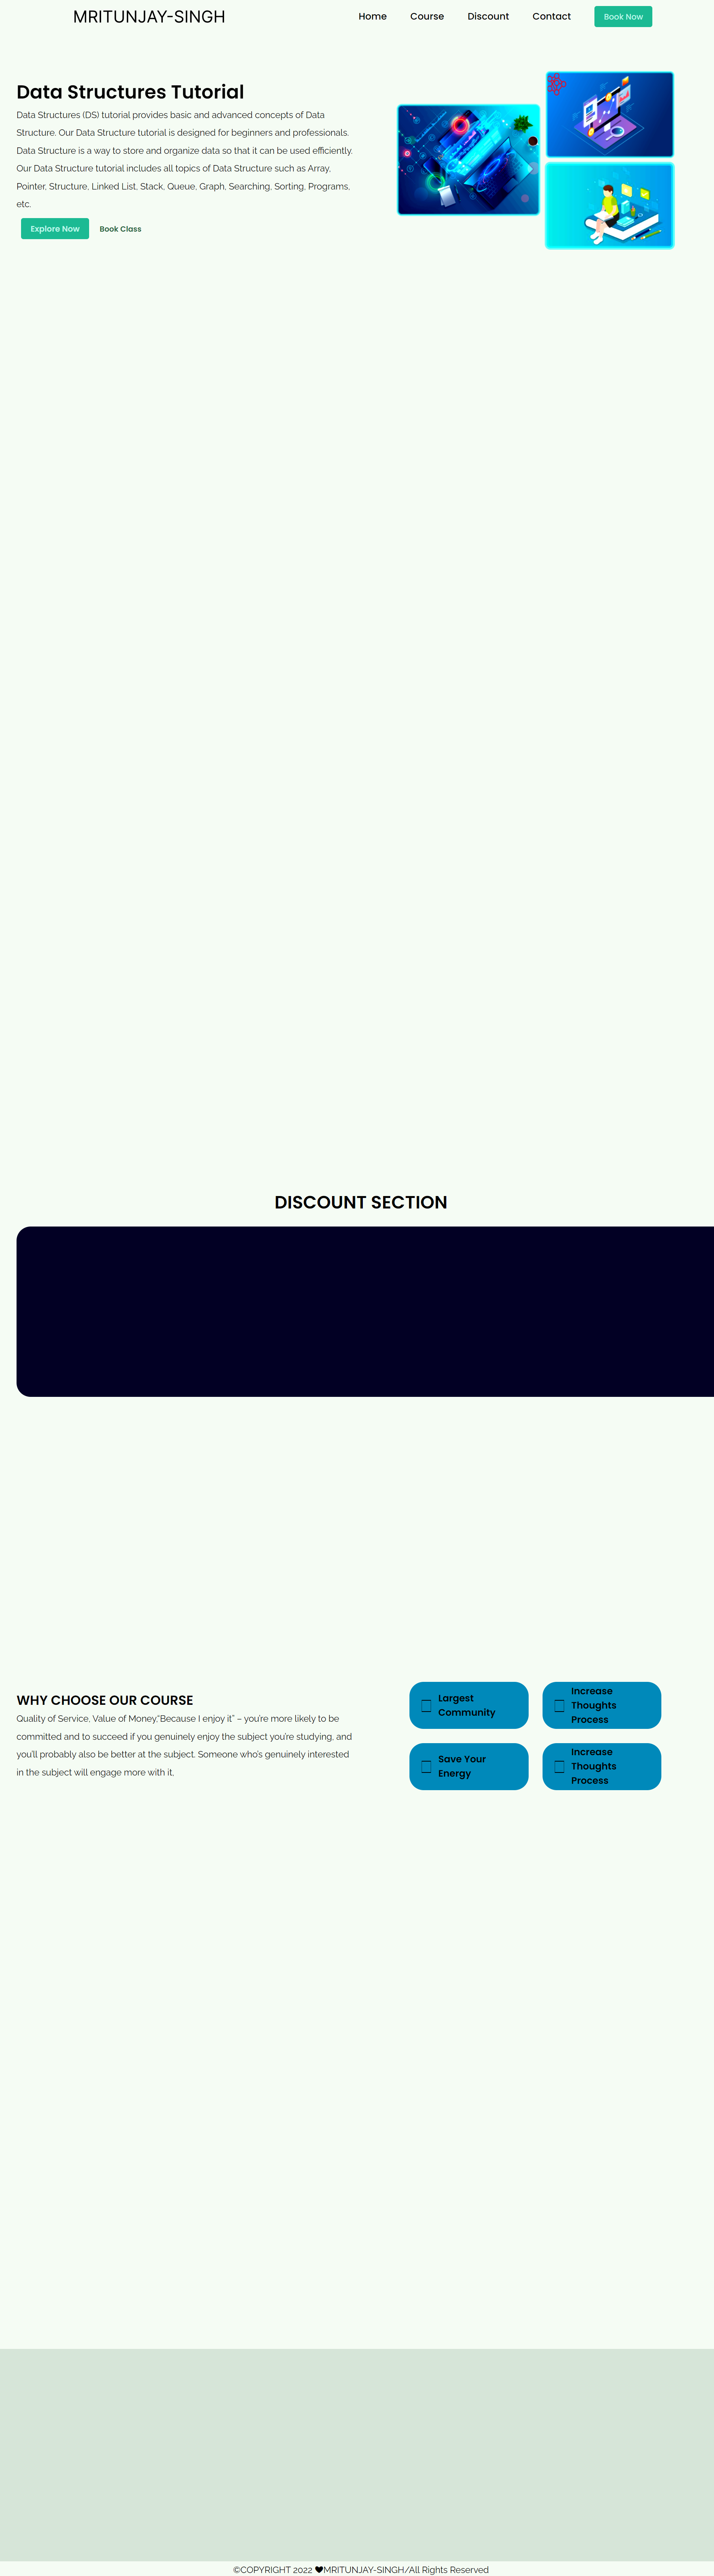 MRITUNJAY-SINGH
Home Course Discount Contact Book Now
Data Structures Tutorial
Data Structures (DS) tutorial provides basic and advanced concepts of Data
Structure. Our Data Structure tutorial is designed for beginners and professionals.
Data Structure is a way to store and organize data so that it can be used efficiently.
Our Data Structure tutorial includes all topics of Data Structure such as Array,
Pointer, Structure, Linked List, Stack, Queue, Graph, Searching, Sorting, Programs,
etc.
Explore Now Book Class
DISCOUNT SECTION
WHY CHOOSE OUR COURSE
Quality of Service, Value of Money,"Because I enjoy it” – you’re more likely to be
committed and to succeed if you genuinely enjoy the subject you’re studying, and
you’ll probably also be better at the subject. Someone who’s genuinely interested
in the subject will engage more with it,
Largest
Community
Increase
Thoughts
Process
Save Your
Energy
Increase
Thoughts
Process
©COPYRIGHT 2022 ❤MRITUNJAY-SINGH/All Rights Reserved